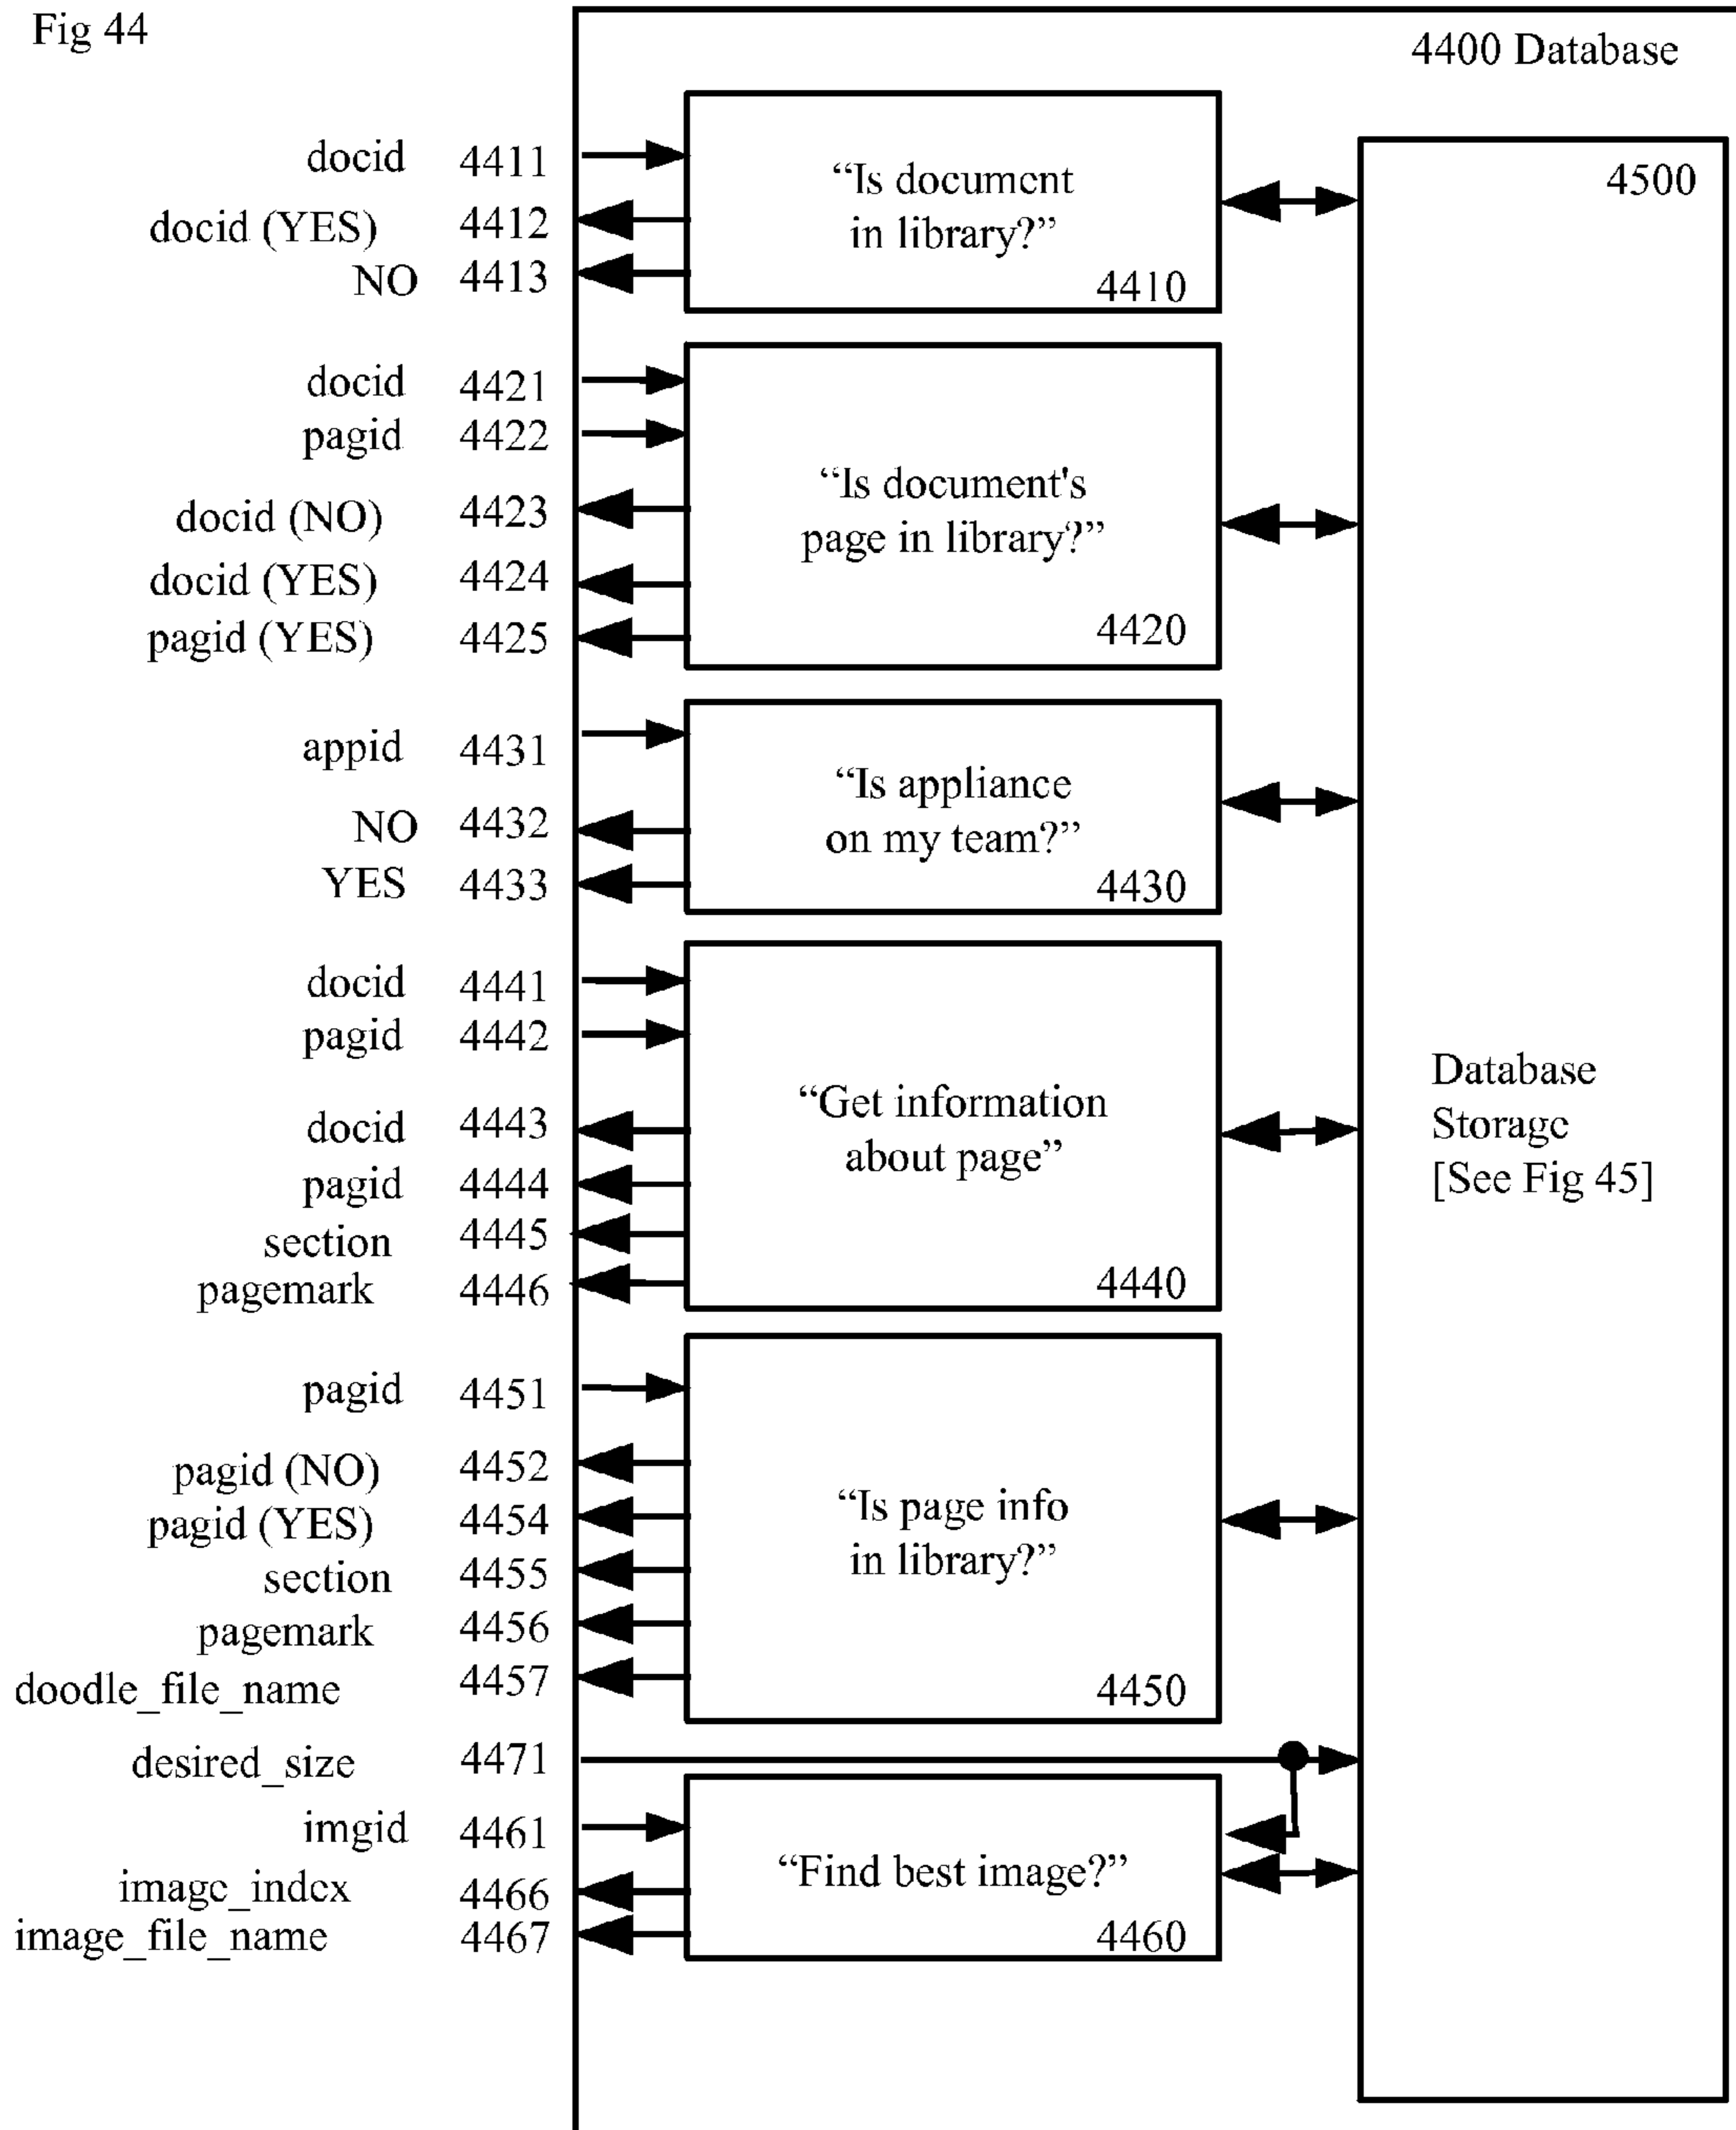 Fig 44
4400 Database
4500
docid 4411
docid (YES) 4412
NO 4413
“Is document
in library?”
4410
docid 4421
pagid 4422
docid (NO) 4423
docid (YES) 4424
pagid (YES) 4425
“Is document's
page in library?”
4420
appid 4431
NO 4432
YES 4433
“Is appliance
on my team?”
4430
docid 4441
pagid 4442
docid 4443
pagid 4444
section 4445
pagemark 4446
“Get information
about page”
4440
Database
Storage
[See Fig 45]
pagid 4451
pagid (NO) 4452
pagid (YES) 4454
section 4455
pagemark 4456
doodle_file_name 4457
“Is page info
in library?”
4450
desired_size 4471
imgid 4461
image_index 4466
image_file_name 4467
“Find best image?”
4460